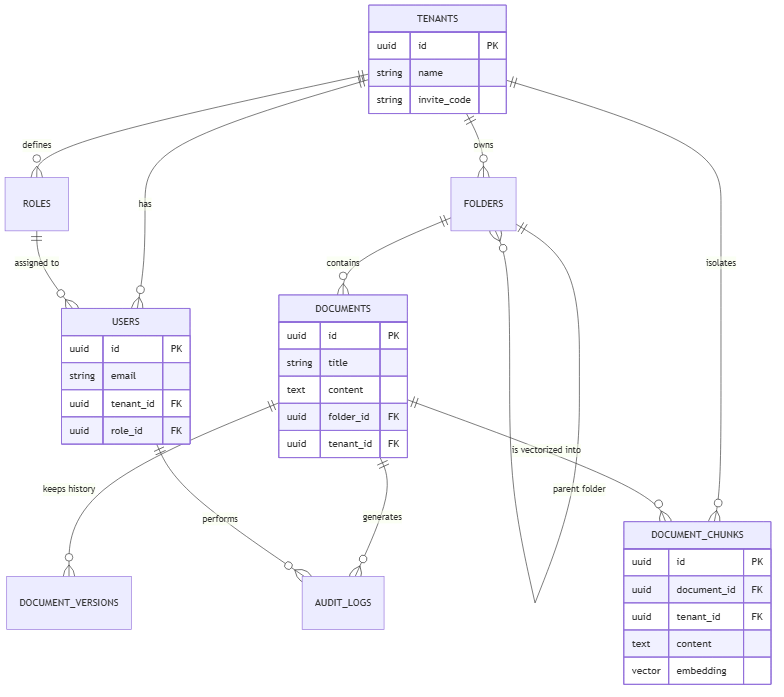 TENANTS
uuid id PK
string name
string invite_code
defines
owns
ROLES
has
FOLDERS
assigned to
contains
isolates
USERS
uuid id PK
string email
uuid tenant_id FK
uuid role_id FK
DOCUMENTS
uuid id PK
string title
text content
uuid folder_id FK
uuid tenant_id FK
is vectorized into
keeps history
parent folder
performs
generates
DOCUMENT_VERSIONS
AUDIT_LOGS
DOCUMENT_CHUNKS
uuid id PK
uuid document_id FK
uuid tenant_id FK
text content
vector embedding